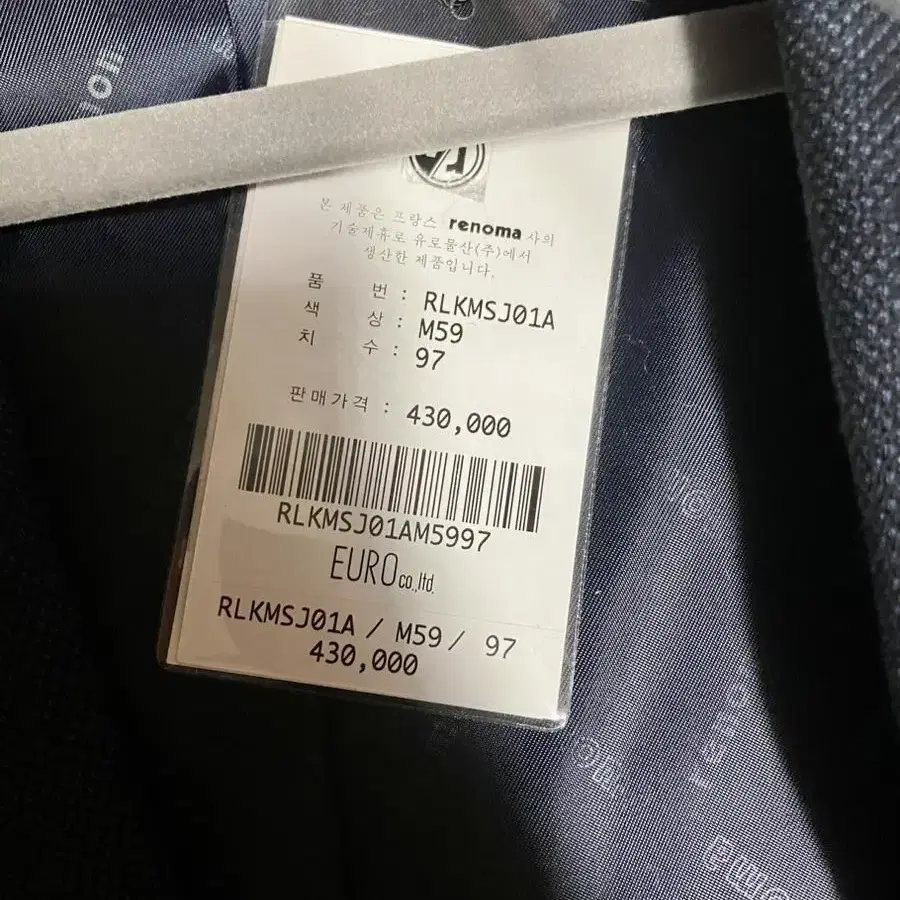 본 제품은 프랑스 renoma 사의
기술제휴로 유로물산(주)에서
생산한 제품입니다.
품 번 : RLKMSJ01A
색 상 : M59
치 수 : 97
판매가격 : 430,000
RLKMSJ01AM5997
EURO co.,ltd.
RLKMSJ01A / M59 / 97
430,000